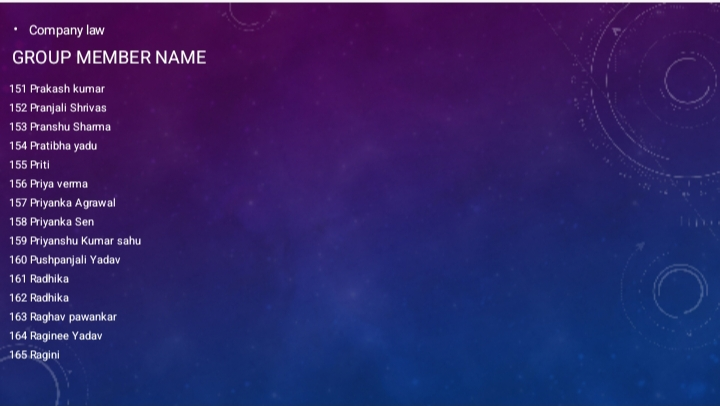 • Company law
GROUP MEMBER NAME
151 Prakash kumar
152 Pranjali Shrivas
153 Pranshu Sharma
154 Pratibha yadu
155 Priti
156 Priya verma
157 Priyanka Agrawal
158 Priyanka Sen
159 Priyanshu Kumar sahu
160 Pushpanjali Yadav
161 Radhika
162 Radhika
163 Raghav pawankar
164 Raginee Yadav
165 Ragini